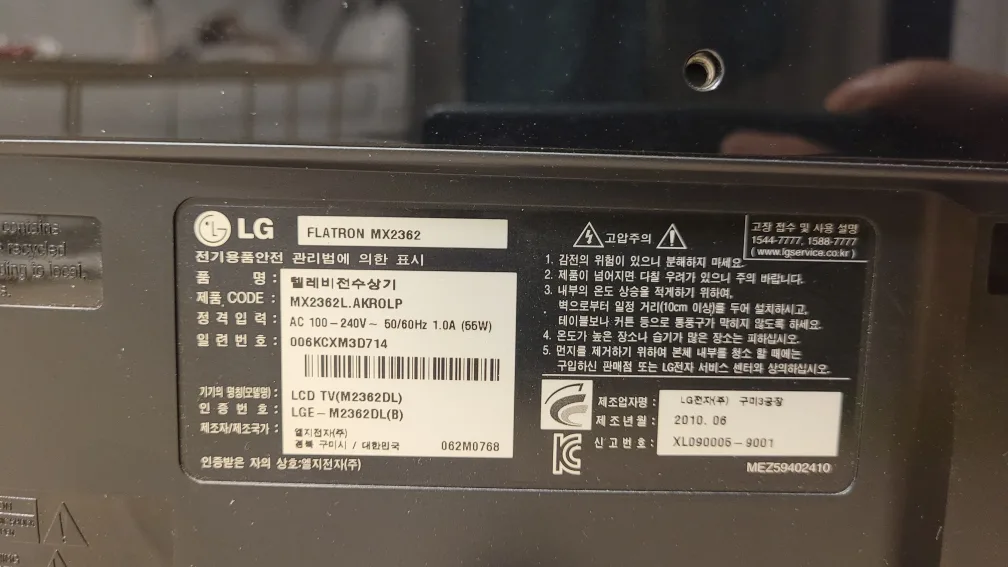 contains
recycled
ing to local
LG FLATRON MX2362
전기용품안전 관리법에 의한 표시
품 명 : 텔레비전수상기
제품, CODE : MX2362L.AKROLP
정 격 입 력 : AC 100-240V~ 50/60Hz 1.0A (56W)
일 련 번 호 : 006KCXM3D714
기기의 명칭(모델명) : LCD TV(M2362DL)
인 증 번 호 : LGE-M2362DL(B)
제조자/제조국가 : 엘지전자(주)
경북 구미시 / 대한민국 062M0768
인증받은 자의 상호:엘지전자(주)
고압주의
고장 접수 및 사용 설명
1544-7777, 1588-7777
(www.lgservice.co.kr)
1. 감전의 위험이 있으니 분해하지 마세요.
2. 제품이 넘어지면 다칠 우려가 있으니 주의 바랍니다.
3. 내부의 온도 상승을 적게하기 위하여,
벽으로부터 일정 거리(10cm 이상)를 두어 설치하시고,
테이블보나 커튼 등으로 통풍구가 막히지 않도록 하세요.
4. 온도가 높은 장소나 습기가 많은 장소는 피하십시오.
5. 먼지를 제거하기 위하여 본체 내부를 청소 할 때에는
구입하신 판매점 또는 LG전자 서비스 센터와 상의하십시오.
제조업자명 : LG전자(주) 구미3공장
제 조 년 월 : 2010. 06
신 고 번 호 : XL090005-9001
MEZ59402410